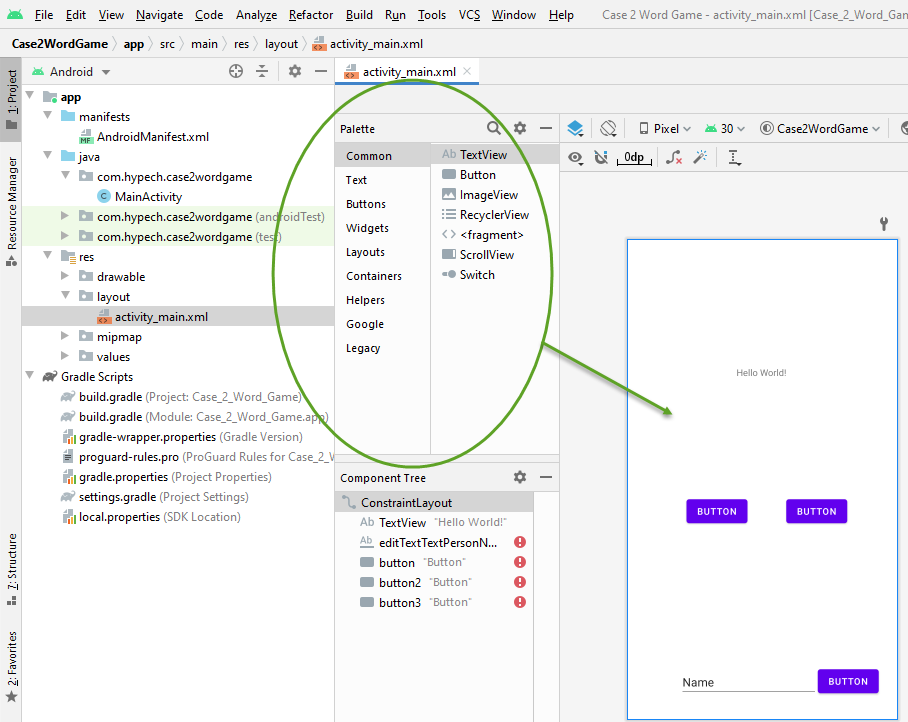 File Edit View Navigate Code Analyze Refactor Build Run Tools VCS Window Help Case 2 Word Game - activity_main.xml [Case_2_Word_Gam
Case2WordGame app src main res layout activity_main.xml
1: Project
Resource Manager
7: Structure
2: Favorites
Android
app
manifests
AndroidManifest.xml
java
com.hypech.case2wordgame
MainActivity
com.hypech.case2wordgame (androidTest)
com.hypech.case2wordgame (test)
res
drawable
layout
activity_main.xml
mipmap
values
Gradle Scripts
build.gradle (Project: Case_2_Word_Game)
build.gradle (Module: Case_2_Word_Game.app)
gradle-wrapper.properties (Gradle Version)
proguard-rules.pro (ProGuard Rules for Case_2_W
gradle.properties (Project Properties)
settings.gradle (Project Settings)
local.properties (SDK Location)
activity_main.xml
Palette
Common
Text
Buttons
Widgets
Layouts
Containers
Helpers
Google
Legacy
Ab TextView
Button
ImageView
RecyclerView
<fragment>
ScrollView
Switch
Component Tree
ConstraintLayout
Ab TextView "Hello World!"
Ab editTextTextPersonN...
button "Button"
button2 "Button"
button3 "Button"
Pixel 30 Case2WordGame
0dp
Hello World!
BUTTON BUTTON
Name BUTTON